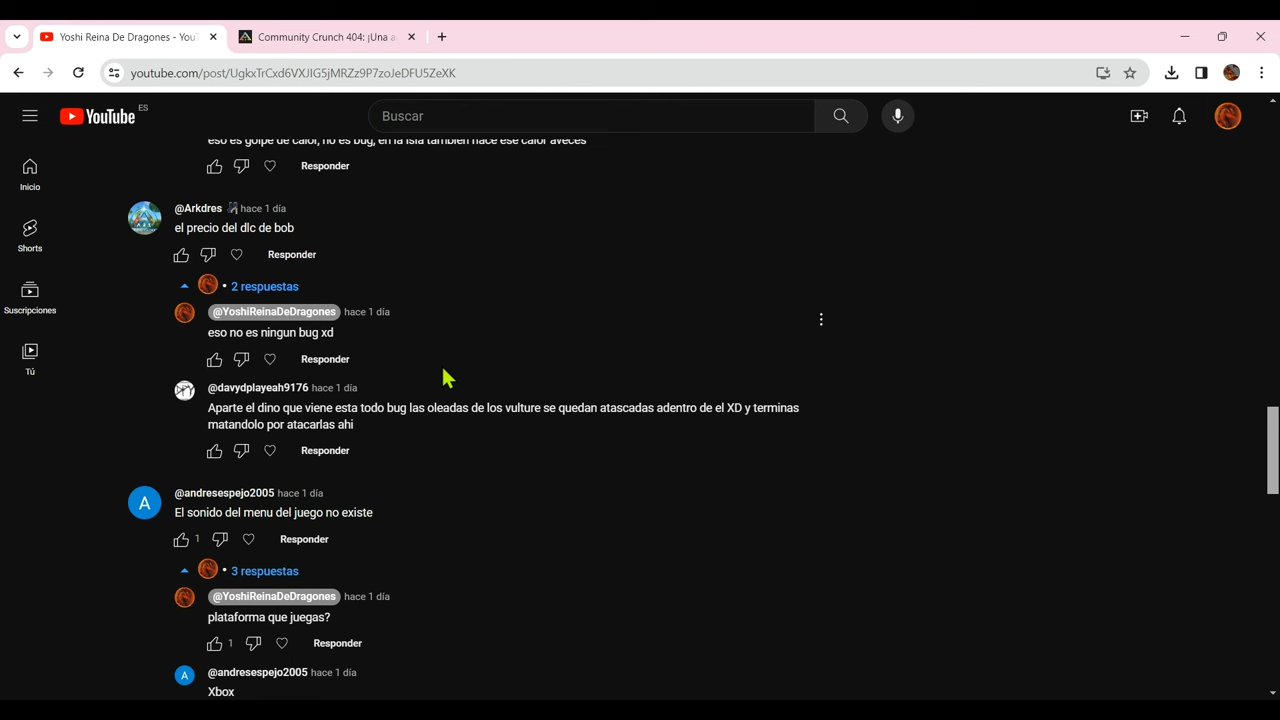 Yoshi Reina De Dragones - You
Community Crunch 404: ¡Una a
youtube.com/post/UgkxTrCxd6VXJIG5jMRZz9P7zoJeDFU5ZeXK
YouTube
ES
Buscar
Inicio
Shorts
Suscripciones
Tú
eso es golpe de calor, no es bug, en la isla tambien hace ese calor aveces
Responder
@Arkdres hace 1 día
el precio del dlc de bob
Responder
• 2 respuestas
@YoshiReinaDeDragones hace 1 día
eso no es ningun bug xd
Responder
@davydplayeah9176 hace 1 día
Aparte el dino que viene esta todo bug las oleadas de los vulture se quedan atascadas adentro de el XD y terminas
matandolo por atacarlas ahi
Responder
A
@andresespejo2005 hace 1 día
El sonido del menu del juego no existe
1
Responder
• 3 respuestas
@YoshiReinaDeDragones hace 1 día
plataforma que juegas?
1
Responder
A
@andresespejo2005 hace 1 día
Xbox